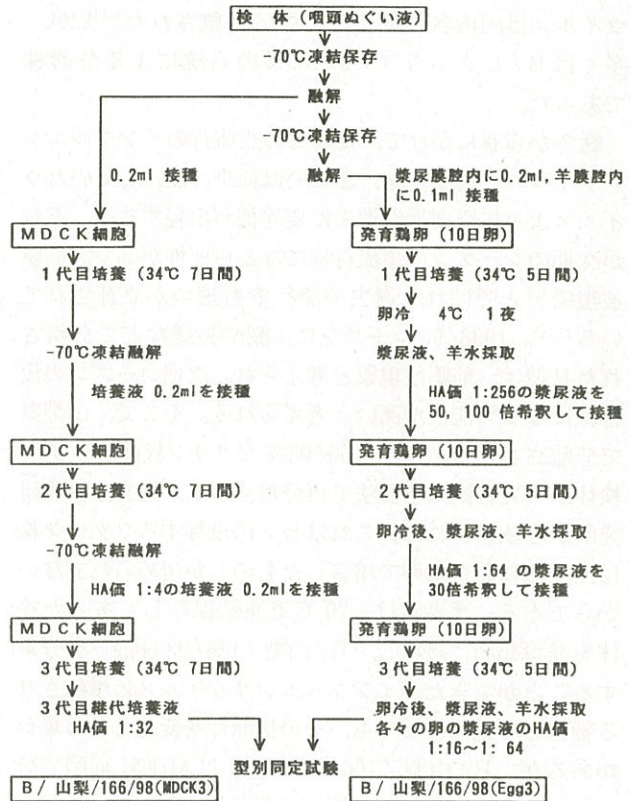 検 体 (咽頭ぬぐい液)
-70℃凍結保存
融解
-70℃凍結保存
0.2ml 接種
融解
漿尿膜腔内に0.2ml,羊膜腔内
に0.1ml 接種
MDCK細胞
発育鶏卵 (10日卵)
1代目培養 (34℃ 7日間)
1代目培養 (34℃ 5日間)
卵冷 4℃ 1夜
-70℃凍結融解
漿尿液、羊水採取
培養液 0.2mlを接種
HA価 1:256の漿尿液を
50, 100 倍希釈して接種
MDCK細胞
発育鶏卵 (10日卵)
2代目培養 (34℃ 7日間)
2代目培養 (34℃ 5日間)
卵冷後、漿尿液、羊水採取
-70℃凍結融解
HA価 1:4の培養液 0.2mlを接種
HA価 1:64 の漿尿液を
30倍希釈して接種
MDCK細胞
発育鶏卵 (10日卵)
3代目培養 (34℃ 7日間)
3代目培養 (34℃ 5日間)
3代目継代培養液
HA価 1:32
卵冷後、漿尿液、羊水採取
各々の卵の漿尿液のHA価
1:16〜1: 64
型別同定試験
B/ 山梨/166/98(MDCK3)
B/ 山梨/166/98(Egg3)